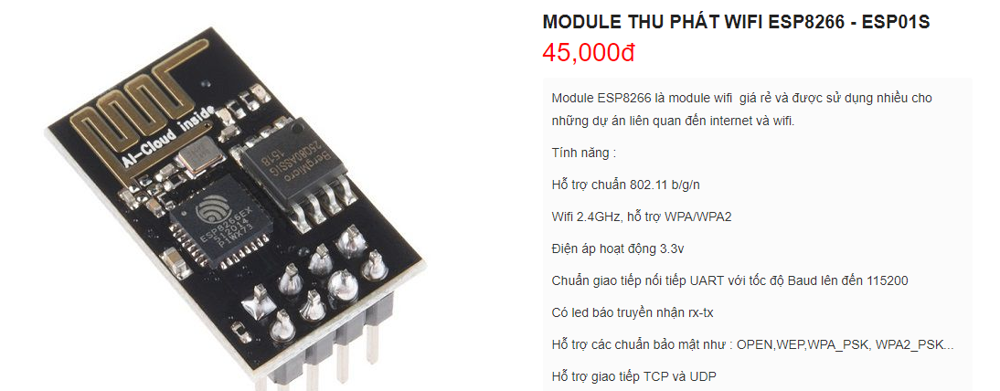 MODULE THU PHÁT WIFI ESP8266 - ESP01S
45,000đ
Module ESP8266 là module wifi giá rẻ và được sử dụng nhiều cho
những dự án liên quan đến internet và wifi.
Tính năng :
Hỗ trợ chuẩn 802.11 b/g/n
Wifi 2.4GHz, hỗ trợ WPA/WPA2
Điện áp hoạt động 3.3v
Chuẩn giao tiếp nối tiếp UART với tốc độ Baud lên đến 115200
Có led báo truyền nhận rx-tx
Hỗ trợ các chuẩn bảo mật như : OPEN,WEP,WPA_PSK, WPA2_PSK...
Hỗ trợ giao tiếp TCP và UDP
AI-Cloud inside
BergMicro
25Q80ASSIG
1518
ESP8266EX
512014
P1WX73